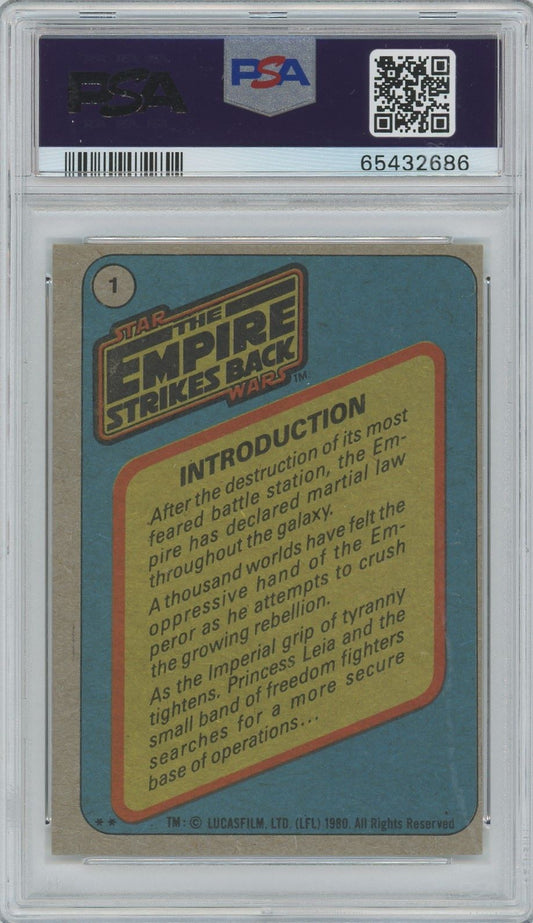 PSA
PSA
65432686
1
STAR
THE
EMPIRE
STRIKES BACK
WARS™
INTRODUCTION
After the destruction of its most
feared battle station, the Em-
pire has declared martial law
throughout the galaxy.
A thousand worlds have felt the
oppressive hand of the Em-
peror as he attempts to crush
the growing rebellion.
As the Imperial grip of tyranny
tightens, Princess Leia and the
small band of freedom fighters
searches for a more secure
base of operations...
** TM: © LUCASFILM, LTD. (LFL) 1980. All Rights Reserved